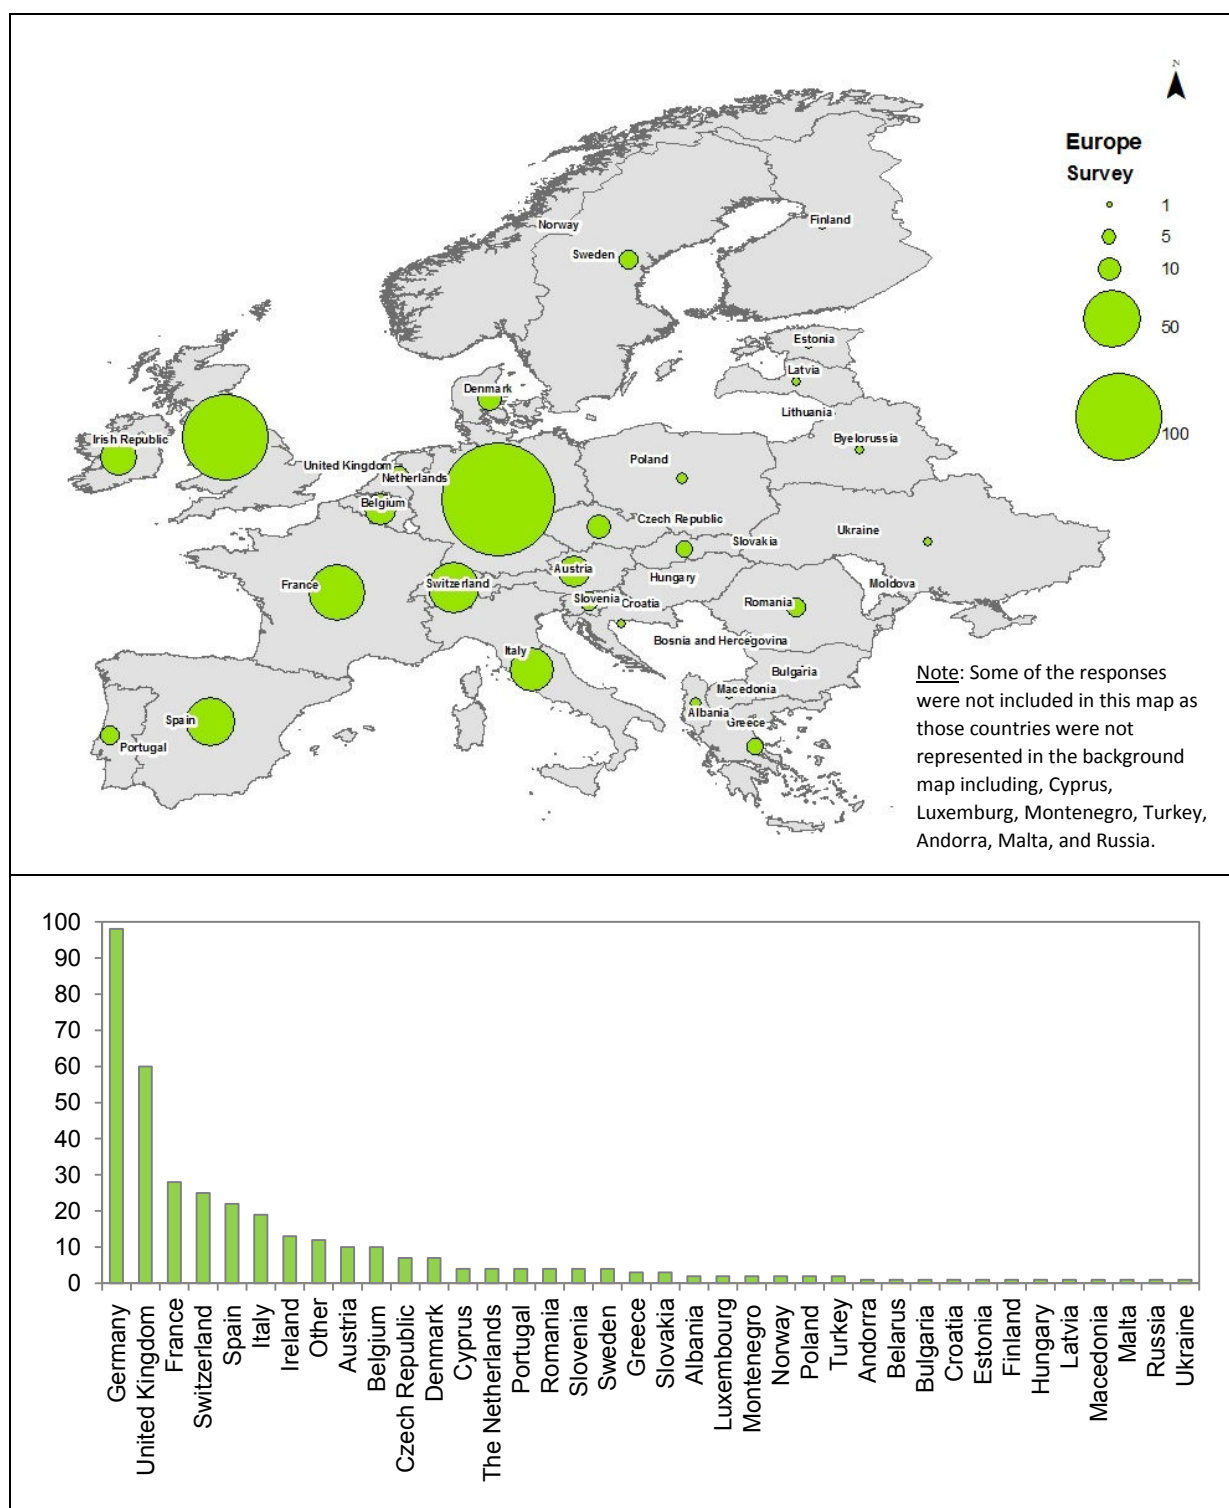 N
Europe
Survey
1
5
10
50
100
Norway
Finland
Sweden
Estonia
Latvia
Denmark
Lithuania
Irish Republic
Byelorussia
United Kingdom
Netherlands
Poland
Belgium
Czech Republic
Ukraine
Slovakia
Austria
France
Switzerland
Hungary
Moldova
Slovenia
Croatia
Romania
Bosnia and Hercegovina
Italy
Bulgaria
Macedonia
Albania
Greece
Spain
Portugal
Note: Some of the responses
were not included in this map as
those countries were not
represented in the background
map including, Cyprus,
Luxemburg, Montenegro, Turkey,
Andorra, Malta, and Russia.
100
90
80
70
60
50
40
30
20
10
0
Germany
United Kingdom
France
Switzerland
Spain
Italy
Ireland
Other
Austria
Belgium
Czech Republic
Denmark
Cyprus
The Netherlands
Portugal
Romania
Slovenia
Sweden
Greece
Slovakia
Albania
Luxembourg
Montenegro
Norway
Poland
Turkey
Andorra
Belarus
Bulgaria
Croatia
Estonia
Finland
Hungary
Latvia
Macedonia
Malta
Russia
Ukraine